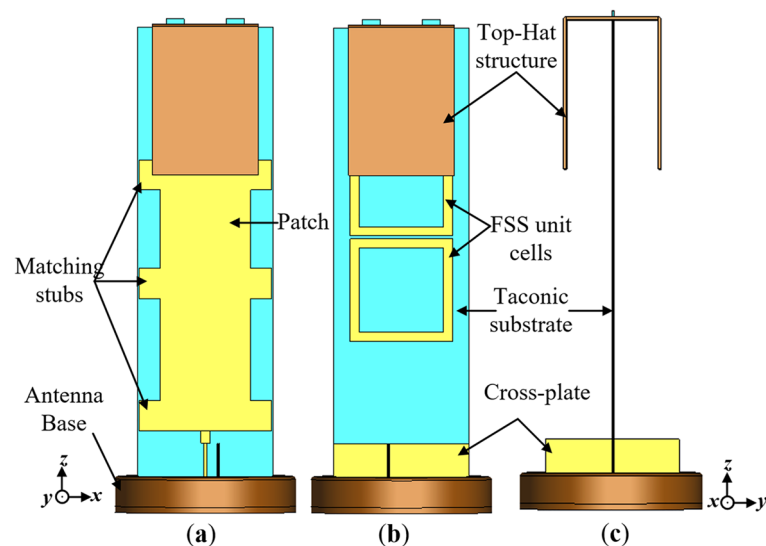 Top-Hat
structure
Patch
FSS unit
cells
Matching
stubs
Taconic
substrate
Antenna
Base
Cross-plate
z
y
x
z
x
y
(a)
(b)
(c)